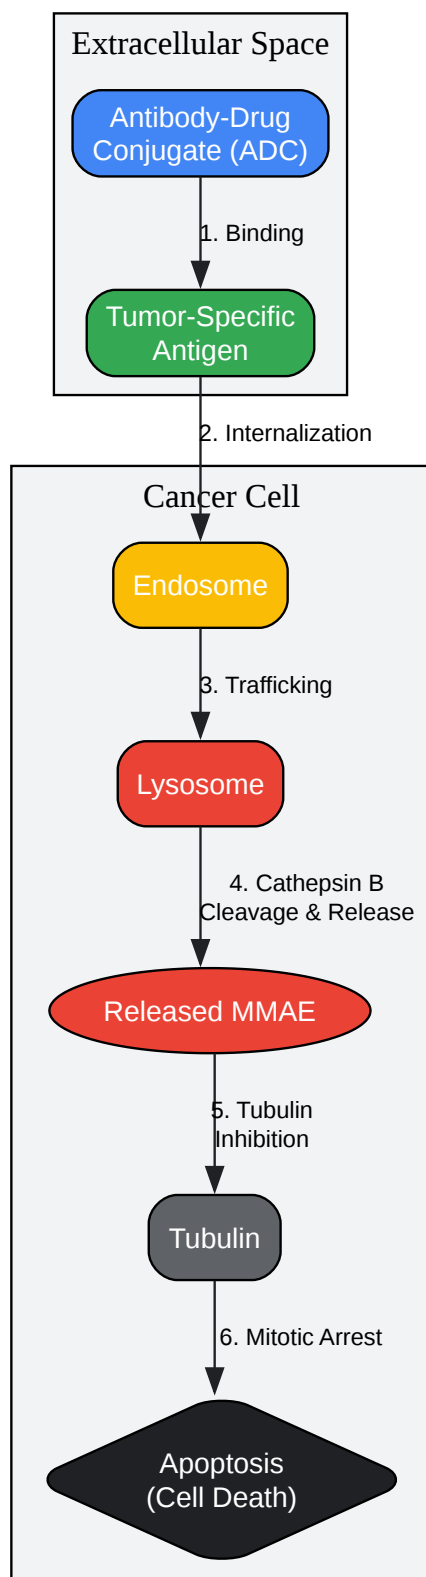 Extracellular Space
Antibody-Drug
Conjugate (ADC)
1. Binding
Tumor-Specific
Antigen
2. Internalization
Cancer Cell
Endosome
3. Trafficking
Lysosome
4. Cathepsin B
Cleavage & Release
Released MMAE
5. Tubulin
Inhibition
Tubulin
6. Mitotic Arrest
Apoptosis
(Cell Death)